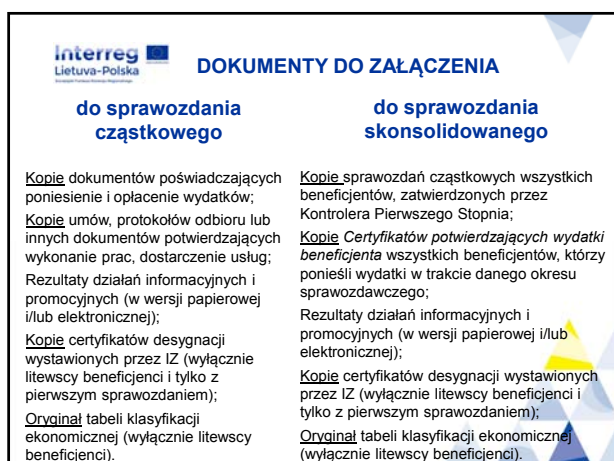 Interreg
Lietuva-Polska
DOKUMENTY DO ZAŁĄCZENIA
do sprawozdania
cząstkowego
Kopie dokumentów poświadczających
poniesienie i opłacenie wydatków;
Kopie umów, protokołów odbioru lub
innych dokumentów potwierdzających
wykonanie prac, dostarczenie usług;
Rezultaty działań informacyjnych i
promocyjnych (w wersji papierowej
i/lub elektronicznej);
Kopie certyfikatów desygnacji
wystawionych przez IZ (wyłącznie
litewscy beneficjenci i tylko z
pierwszym sprawozdaniem);
Oryginał tabeli klasyfikacji
ekonomicznej (wyłącznie litewscy
beneficjenci).
do sprawozdania
skonsolidowanego
Kopie sprawozdań cząstkowych wszystkich
beneficjentów, zatwierdzonych przez
Kontrolera Pierwszego Stopnia;
Kopie Certyfikatów potwierdzających wydatki
beneficjenta wszystkich beneficjentów, którzy
ponieśli wydatki w trakcie danego okresu
sprawozdawczego;
Rezultaty działań informacyjnych i
promocyjnych (w wersji papierowej i/lub
elektronicznej);
Kopie certyfikatów desygnacji wystawionych
przez IZ (wyłącznie litewscy beneficjenci i
tylko z pierwszym sprawozdaniem);
Oryginał tabeli klasyfikacji ekonomicznej
(wyłącznie litewscy beneficjenci).